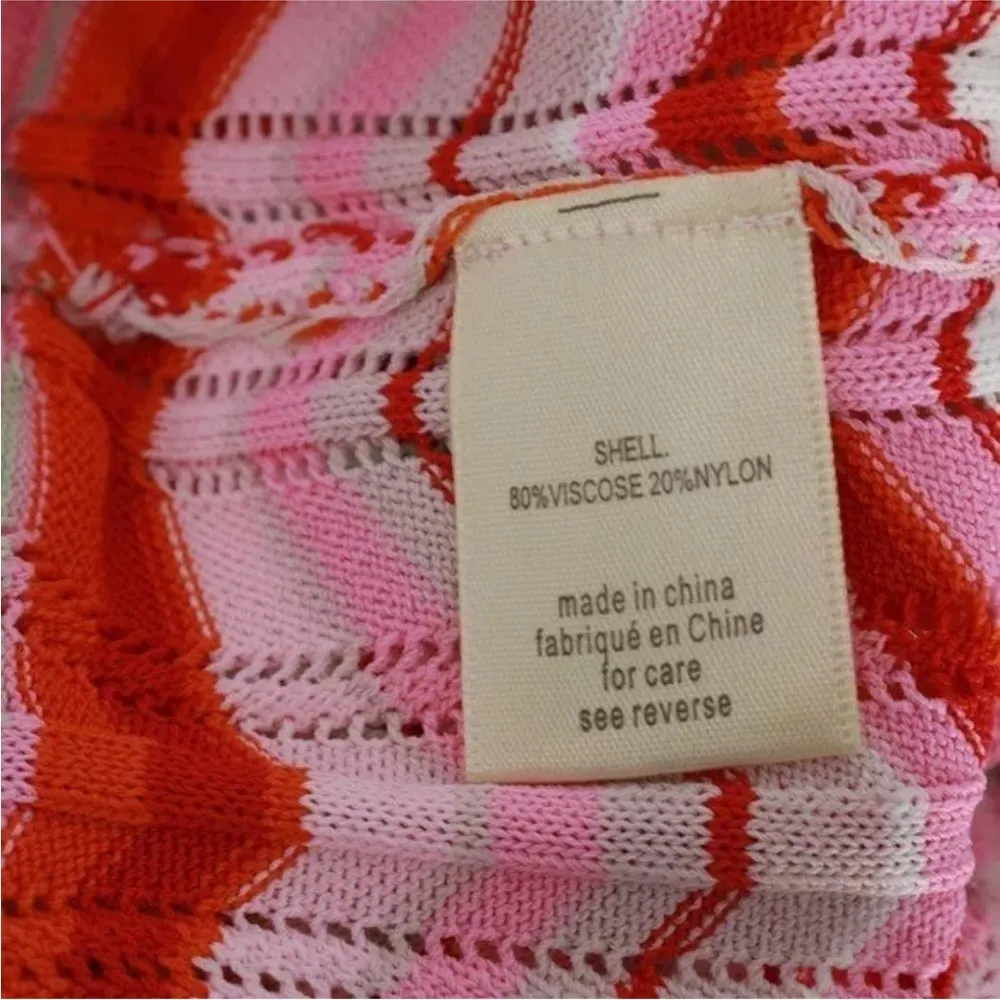 SHELL.
80%VISCOSE 20%NYLON
made in china
fabriqué en Chine
for care
see reverse